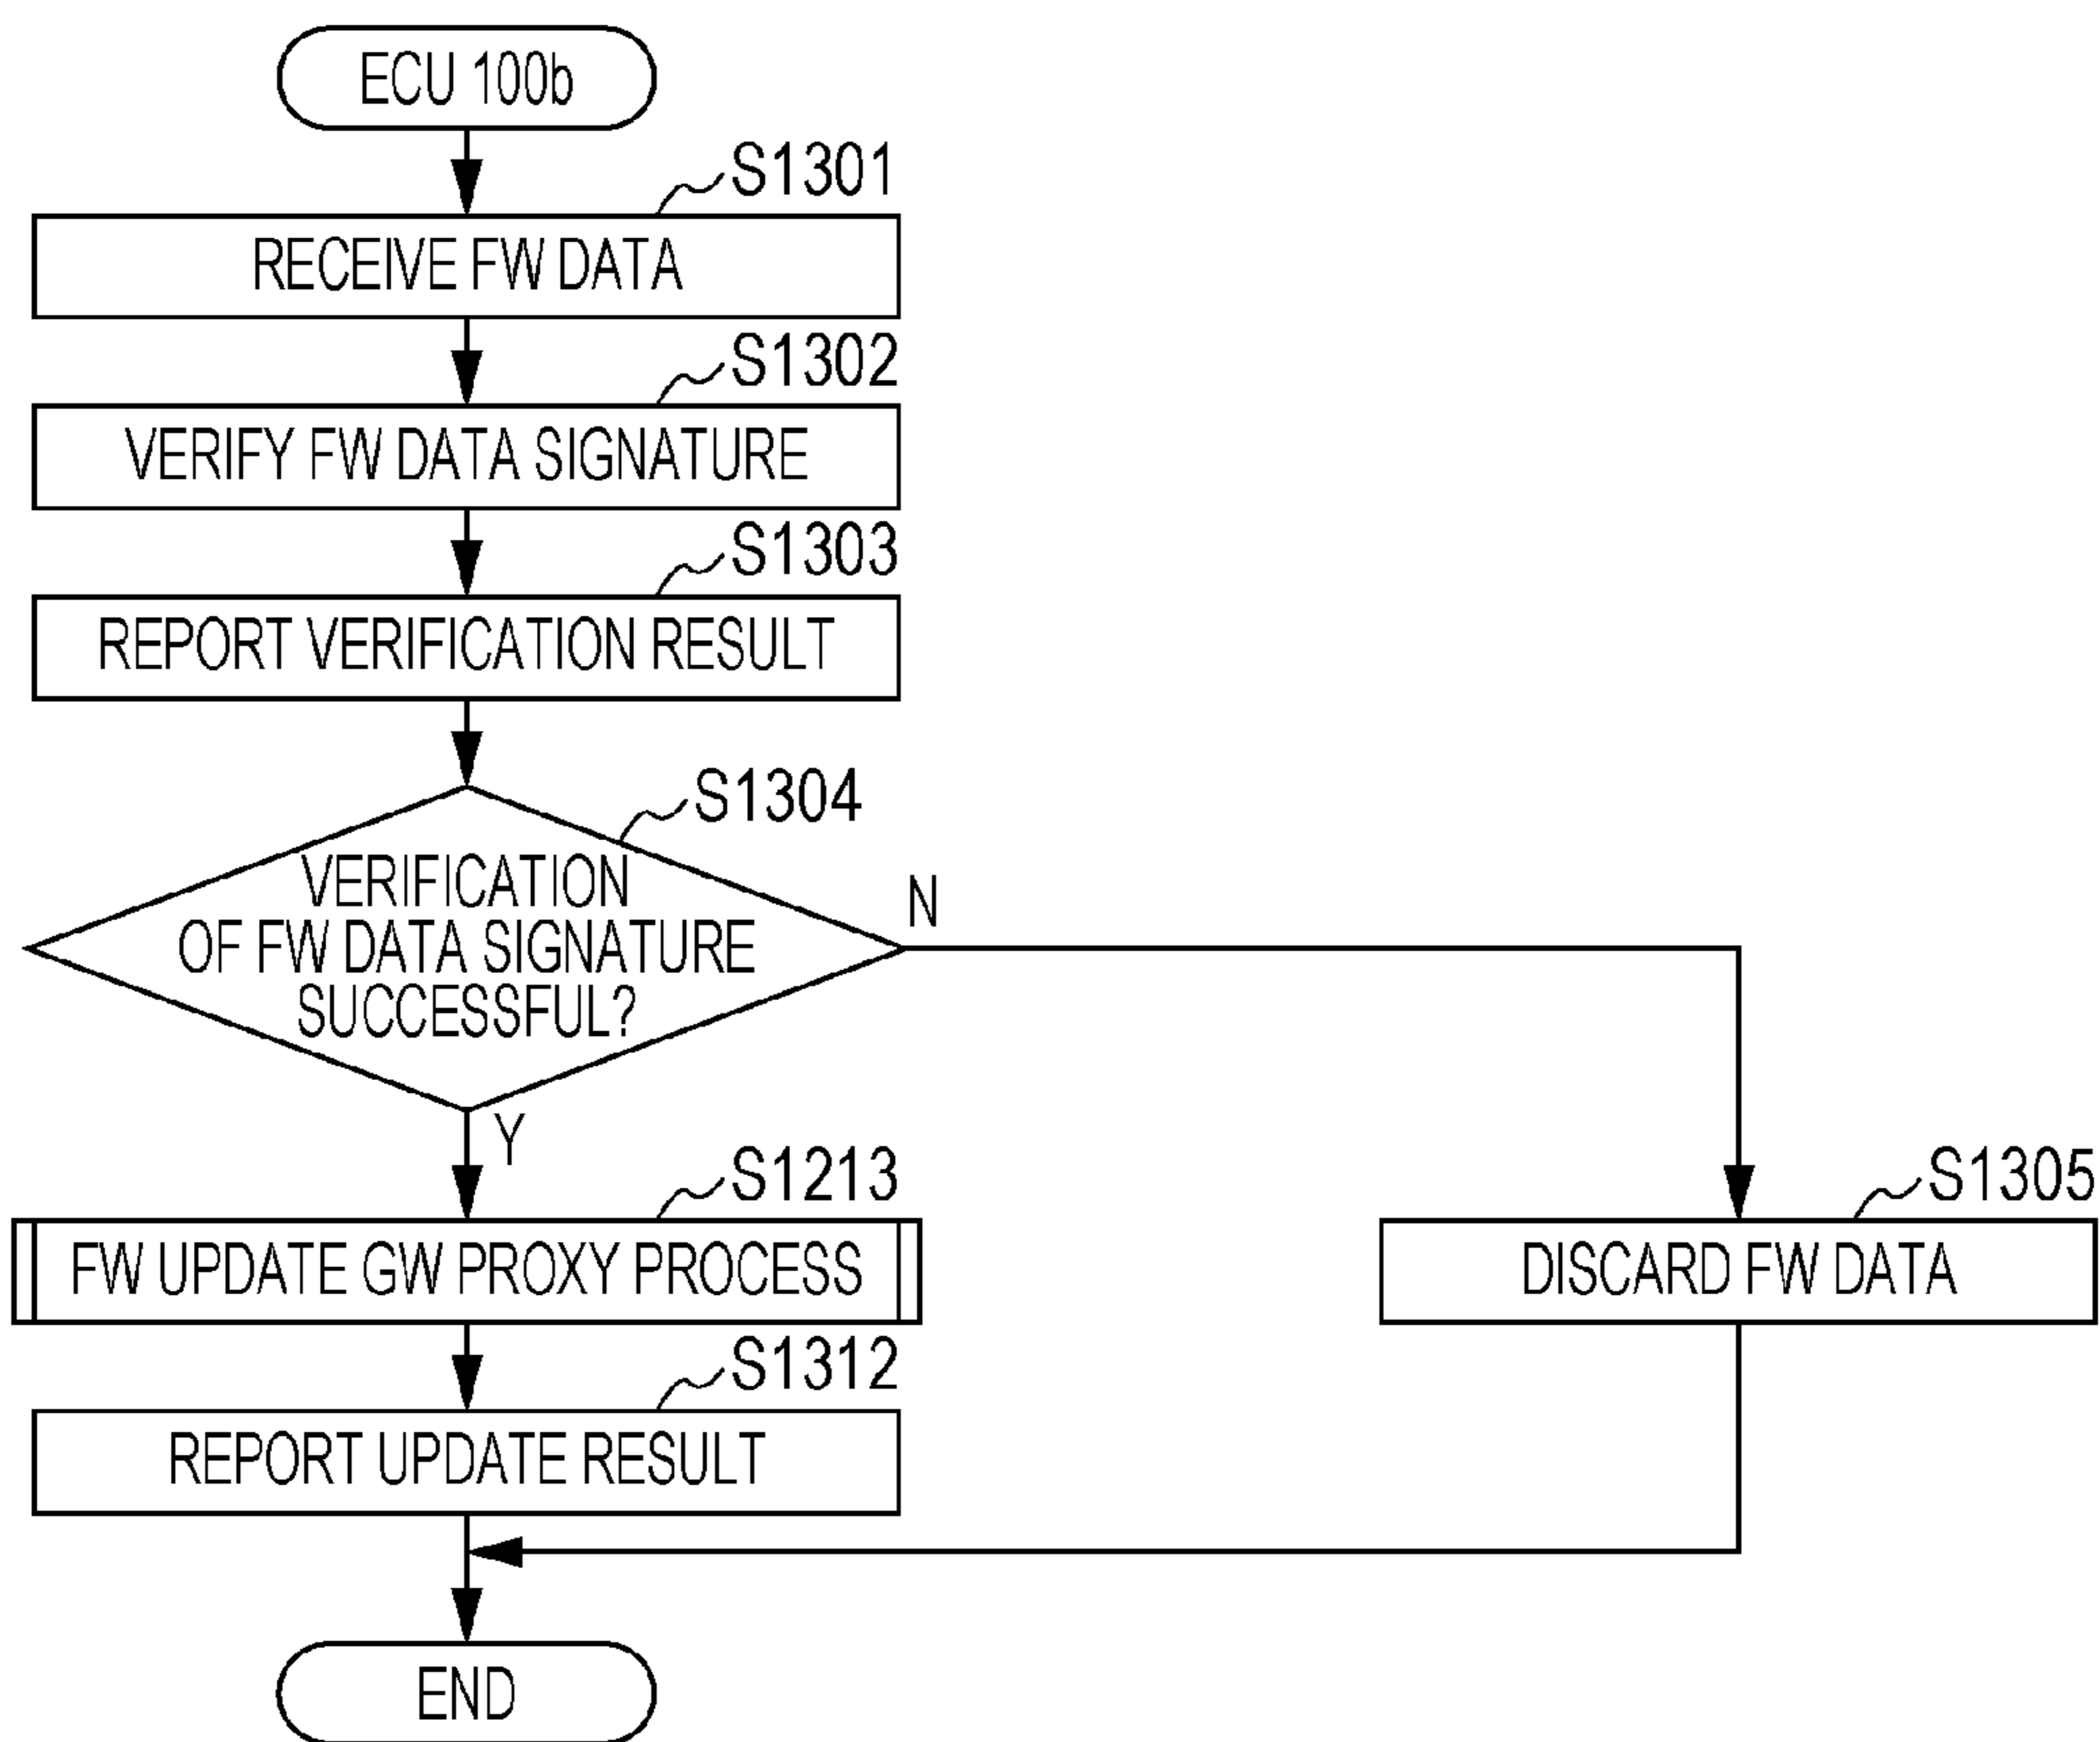 ECU 100b
S1301
RECEIVE FW DATA
S1302
VERIFY FW DATA SIGNATURE
S1303
REPORT VERIFICATION RESULT
S1304
VERIFICATION
OF FW DATA SIGNATURE
SUCCESSFUL?
N
Y
S1213
FW UPDATE GW PROXY PROCESS
S1305
DISCARD FW DATA
S1312
REPORT UPDATE RESULT
END